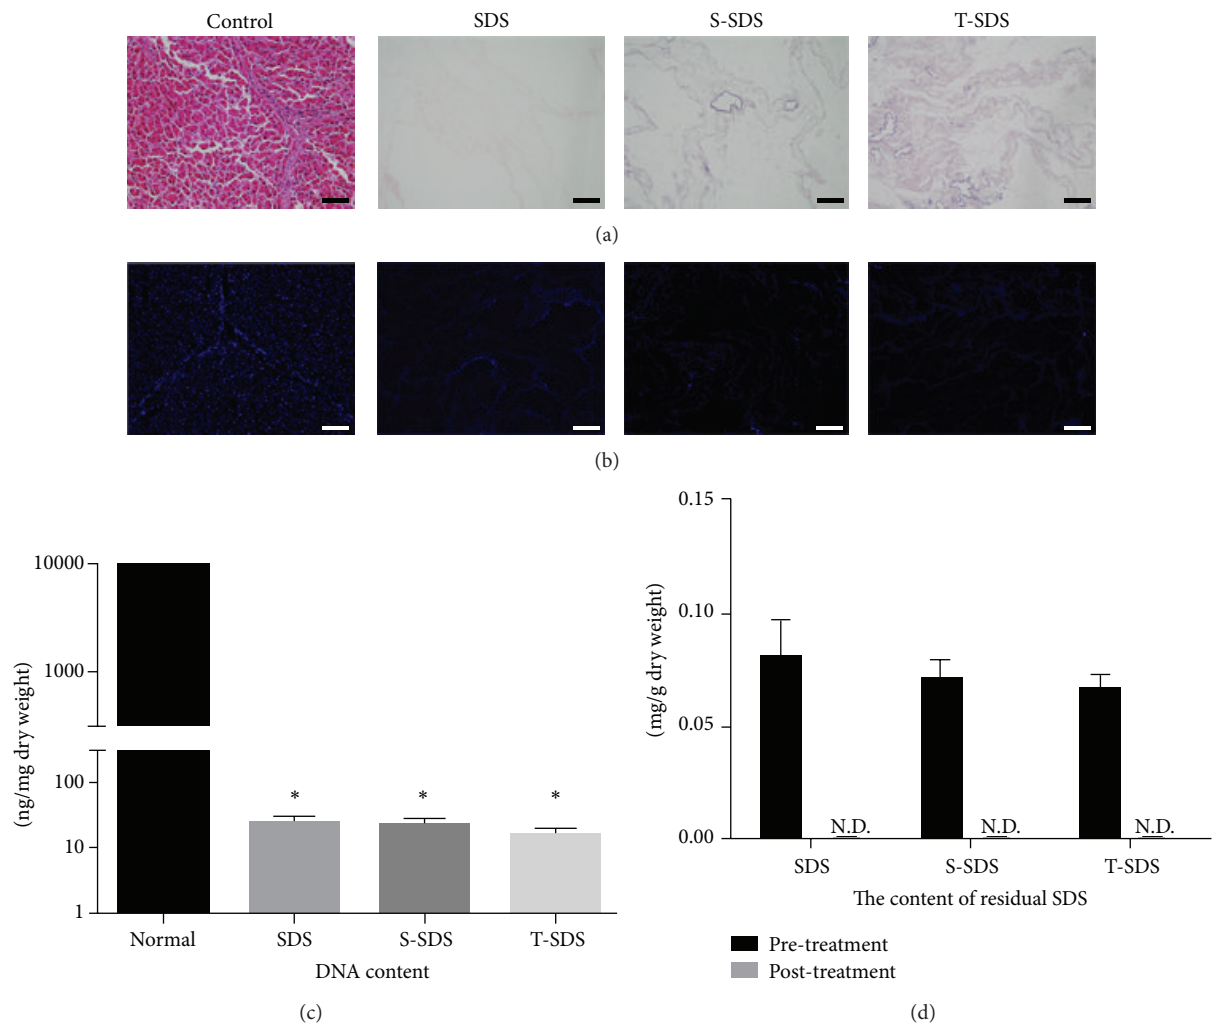 Control SDS S-SDS T-SDS
(a)
(b)
(ng/mg dry weight)
10000
1000
100
10
1
* * *
Normal SDS S-SDS T-SDS
DNA content
(c)
(mg/g dry weight)
0.15
0.10
0.05
0.00
N.D. N.D. N.D.
SDS S-SDS T-SDS
The content of residual SDS
Pre-treatment
Post-treatment
(d)